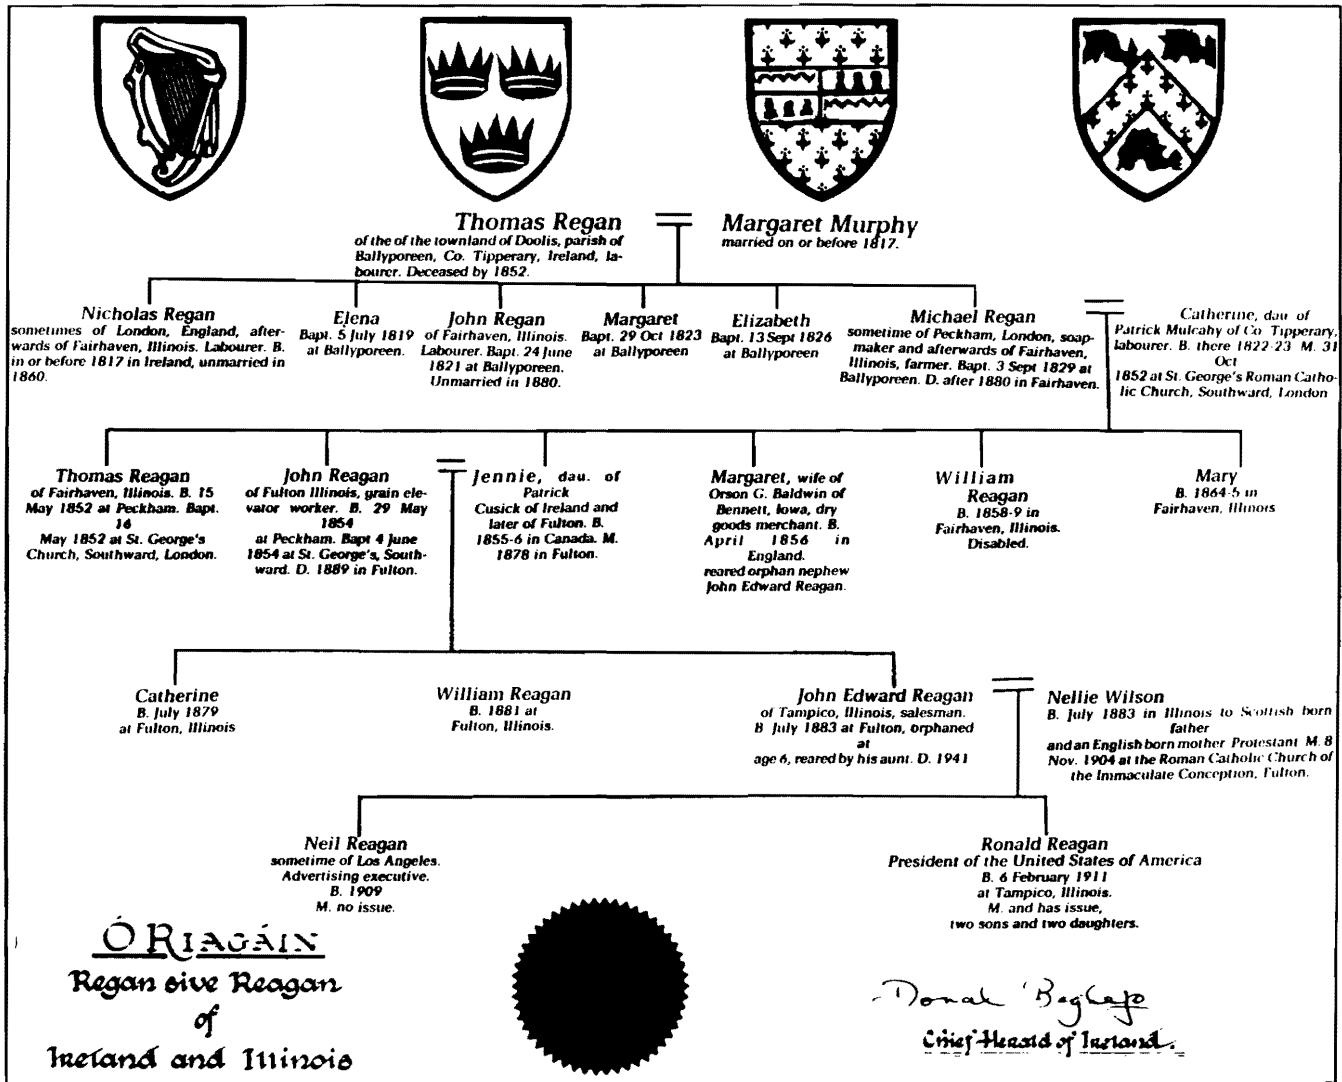 Thomas Regan
of the of the townland of Doolis, parish of
Ballyporeen, Co. Tipperary, Ireland, la-
bourer. Deceased by 1852.
Margaret Murphy
married on or before 1817.
Nicholas Regan
sometimes of London, England, after-
wards of Fairhaven, Illinois. Labourer. B.
in or before 1817 in Ireland, unmarried in
1860.
Elena
Bapt. 5 July 1819
at Ballyporeen.
John Regan
of Fairhaven, Illinois.
Labourer. Bapt. 24 June
1821 at Ballyporeen.
Unmarried in 1880.
Margaret
Bapt. 29 Oct 1823
at Ballyporeen
Elizabeth
Bapt. 13 Sept 1826
at Ballyporeen
Michael Regan
sometime of Peckham, London, soap-
maker and afterwards of Fairhaven,
Illinois, farmer. Bapt. 3 Sept 1829 at
Ballyporeen. D. after 1880 in Fairhaven.
Catherine, dau of
Patrick Mulcahy of Co. Tipperary,
labourer. B. there 1822-23 M. 31
Oct
1852 at St. George's Roman Catho-
lic Church, Southward, London
Thomas Reagan
of Fairhaven, Illinois. B. 15
May 1852 at Peckham. Bapt.
16
May 1852 at St. George's
Church, Southward, London.
John Reagan
of Fulton Illinois, grain ele-
vator worker. B. 29 May
1854
at Peckham. Bapt 4 June
1854 at St. George's, South-
ward. D. 1889 in Fulton.
Jennie, dau. of
Patrick
Cusick of Ireland and
later of Fulton. B.
1855-6 in Canada. M.
1878 in Fulton.
Margaret, wife of
Orson G. Baldwin of
Bennett, Iowa, dry
goods merchant. B.
April 1856 in
England.
reared orphan nephew
John Edward Reagan.
William
Reagan
B. 1858-9 in
Fairhaven, Illinois.
Disabled.
Mary
B. 1864-5 in
Fairhaven, Illinois
Catherine
B. July 1879
at Fulton, Illinois
William Reagan
B. 1881 at
Fulton, Illinois.
John Edward Reagan
of Tampico, Illinois, salesman.
B July 1883 at Fulton, orphaned
at
age 6, reared by his aunt. D. 1941
Nellie Wilson
B. July 1883 in Illinois to Scottish born
father
and an English born mother Protestant M. 8
Nov. 1904 at the Roman Catholic Church of
the Immaculate Conception, Fulton.
Neil Reagan
sometime of Los Angeles.
Advertising executive.
B. 1909
M. no issue.
Ronald Reagan
President of the United States of America
B. 6 February 1911
at Tampico, Illinois.
M. and has issue,
two sons and two daughters.
Ó RIAGÁIN
Regan sive Reagan
of
Ireland and Illinois
Donal Begley
Chief Herald of Ireland.